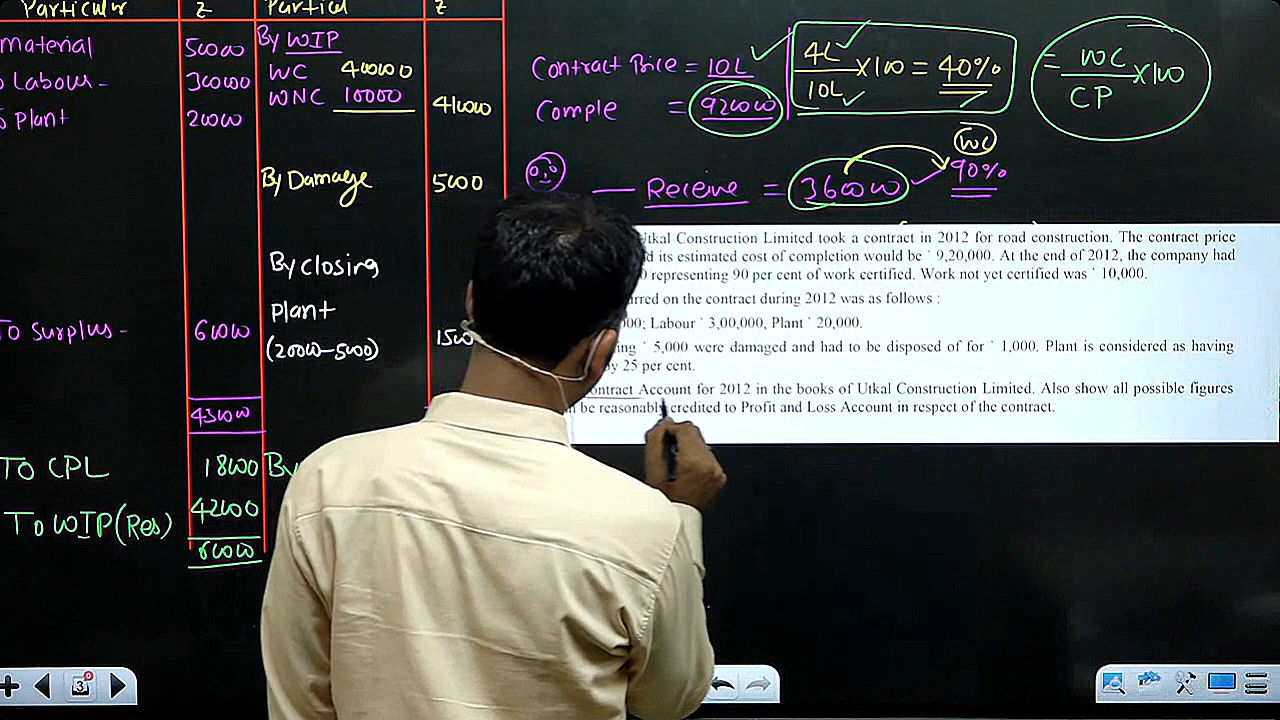 Particular ₹ Particul ₹
material 50000 By WIP
o Labour - 300000 WC 400000
o Plant 20000 WNC 10000 410000
By Damage 5000
By closing
Plant
To Surplus - 60000 (20000-5000) 1500
430000
To CPL 18000 By
To WIP (Res) 42000
60000
Contract Price = 10L
4L
10L
×100 = 40%
= WC
CP
×100
Comple = 920000
WC
Receive = 360000 90%
Utkal Construction Limited took a contract in 2012 for road construction. The contract price
d its estimated cost of completion would be ` 9,20,000. At the end of 2012, the company had
0 representing 90 per cent of work certified. Work not yet certified was ` 10,000.
urred on the contract during 2012 was as follows :
000; Labour ` 3,00,000, Plant ` 20,000.
ing ` 5,000 were damaged and had to be disposed of for ` 1,000. Plant is considered as having
by 25 per cent.
ontract Account for 2012 in the books of Utkal Construction Limited. Also show all possible figures
n be reasonably credited to Profit and Loss Account in respect of the contract.
3
0